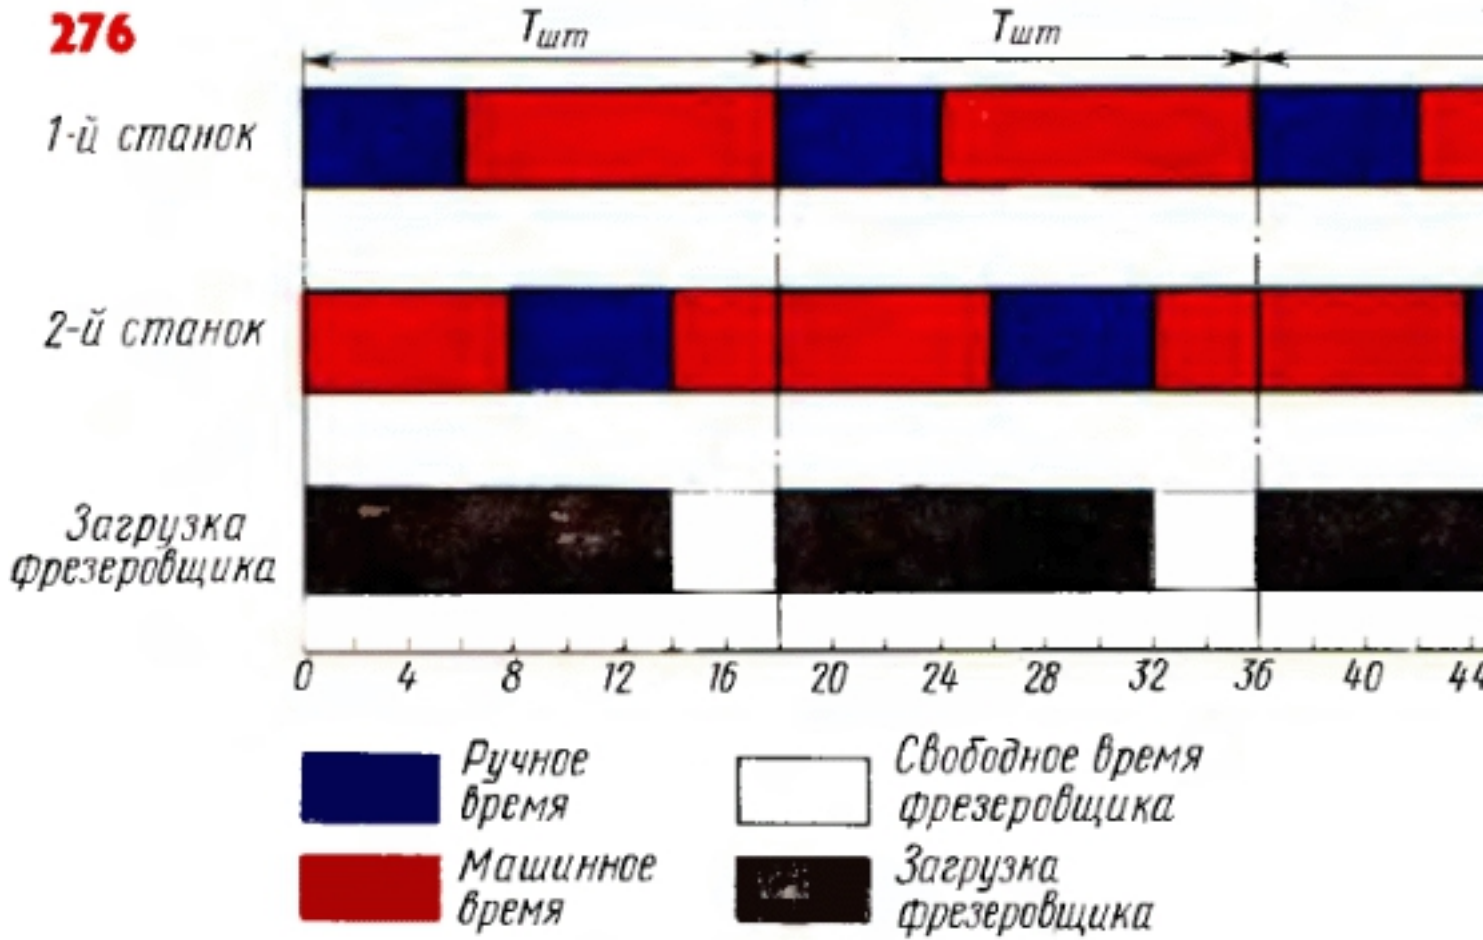 276
Тшт
Тшт
1-й станок
2-й станок
Загрузка
фрезеровщика
0 4 8 12 16 20 24 28 32 36 40 44
Ручное
время
Свободное время
фрезеровщика
Машинное
время
Загрузка
фрезеровщика